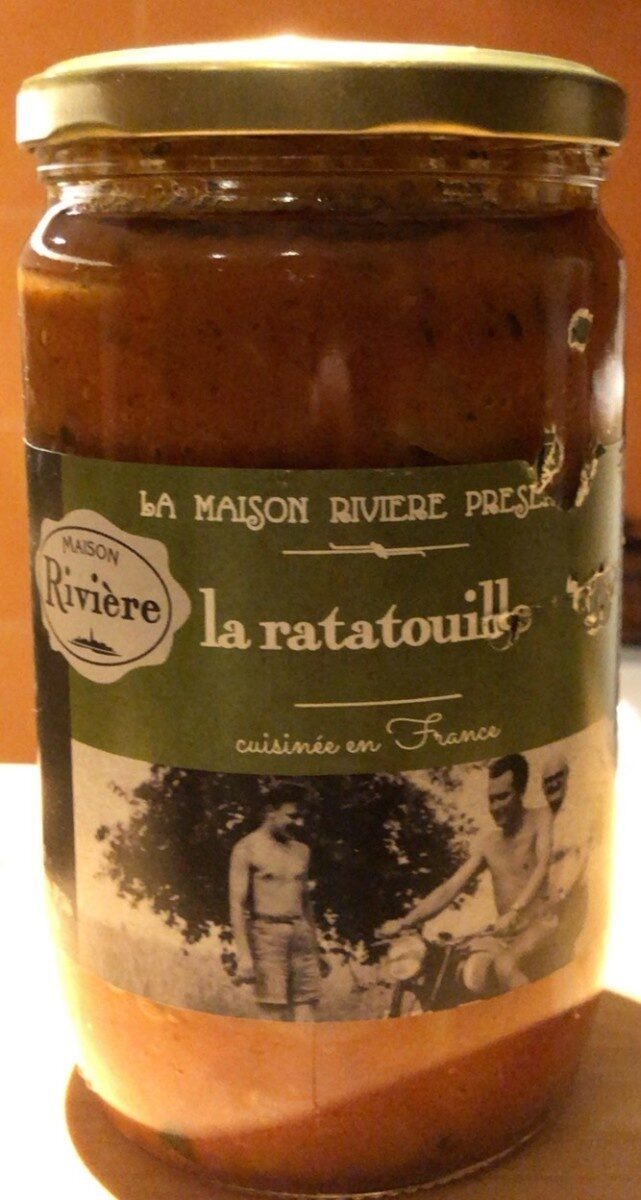 LA MAISON RIVIERE PRESE
MAISON
Rivière
la ratatouill
cuisinée en France